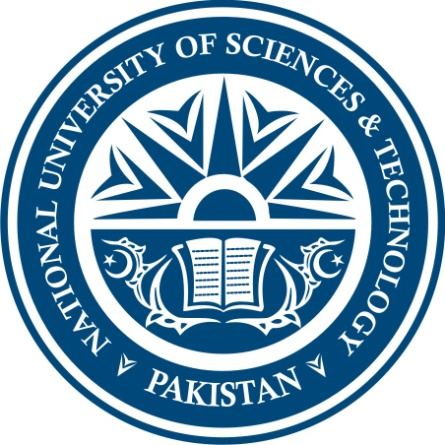 NATIONAL UNIVERSITY OF SCIENCES & TECHNOLOGY
PAKISTAN